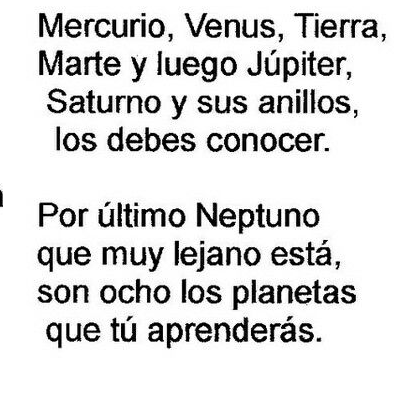 Mercurio, Venus, Tierra,
Marte y luego Júpiter,
Saturno y sus anillos,
los debes conocer.
Por último Neptuno
que muy lejano está,
son ocho los planetas
que tú aprenderás.